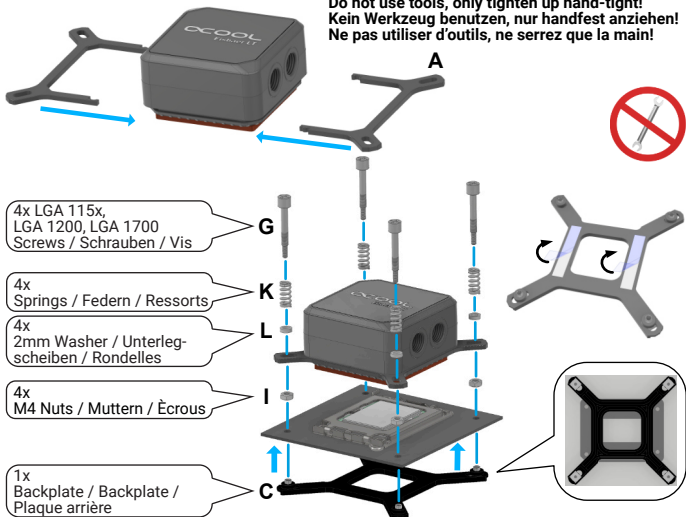 Do not use tools, only tighten up hand-tight!
Kein Werkzeug benutzen, nur handfest anziehen!
Ne pas utiliser d'outils, ne serrez que la main!
A
4x LGA 115x,
LGA 1200, LGA 1700
Screws / Schrauben / Vis
G
4x
Springs / Federn / Ressorts
K
4x
2mm Washer / Unterleg-
scheiben / Rondelles
L
4x
M4 Nuts / Muttern / Ècrous
I
1x
Backplate / Backplate /
Plaque arrière
C